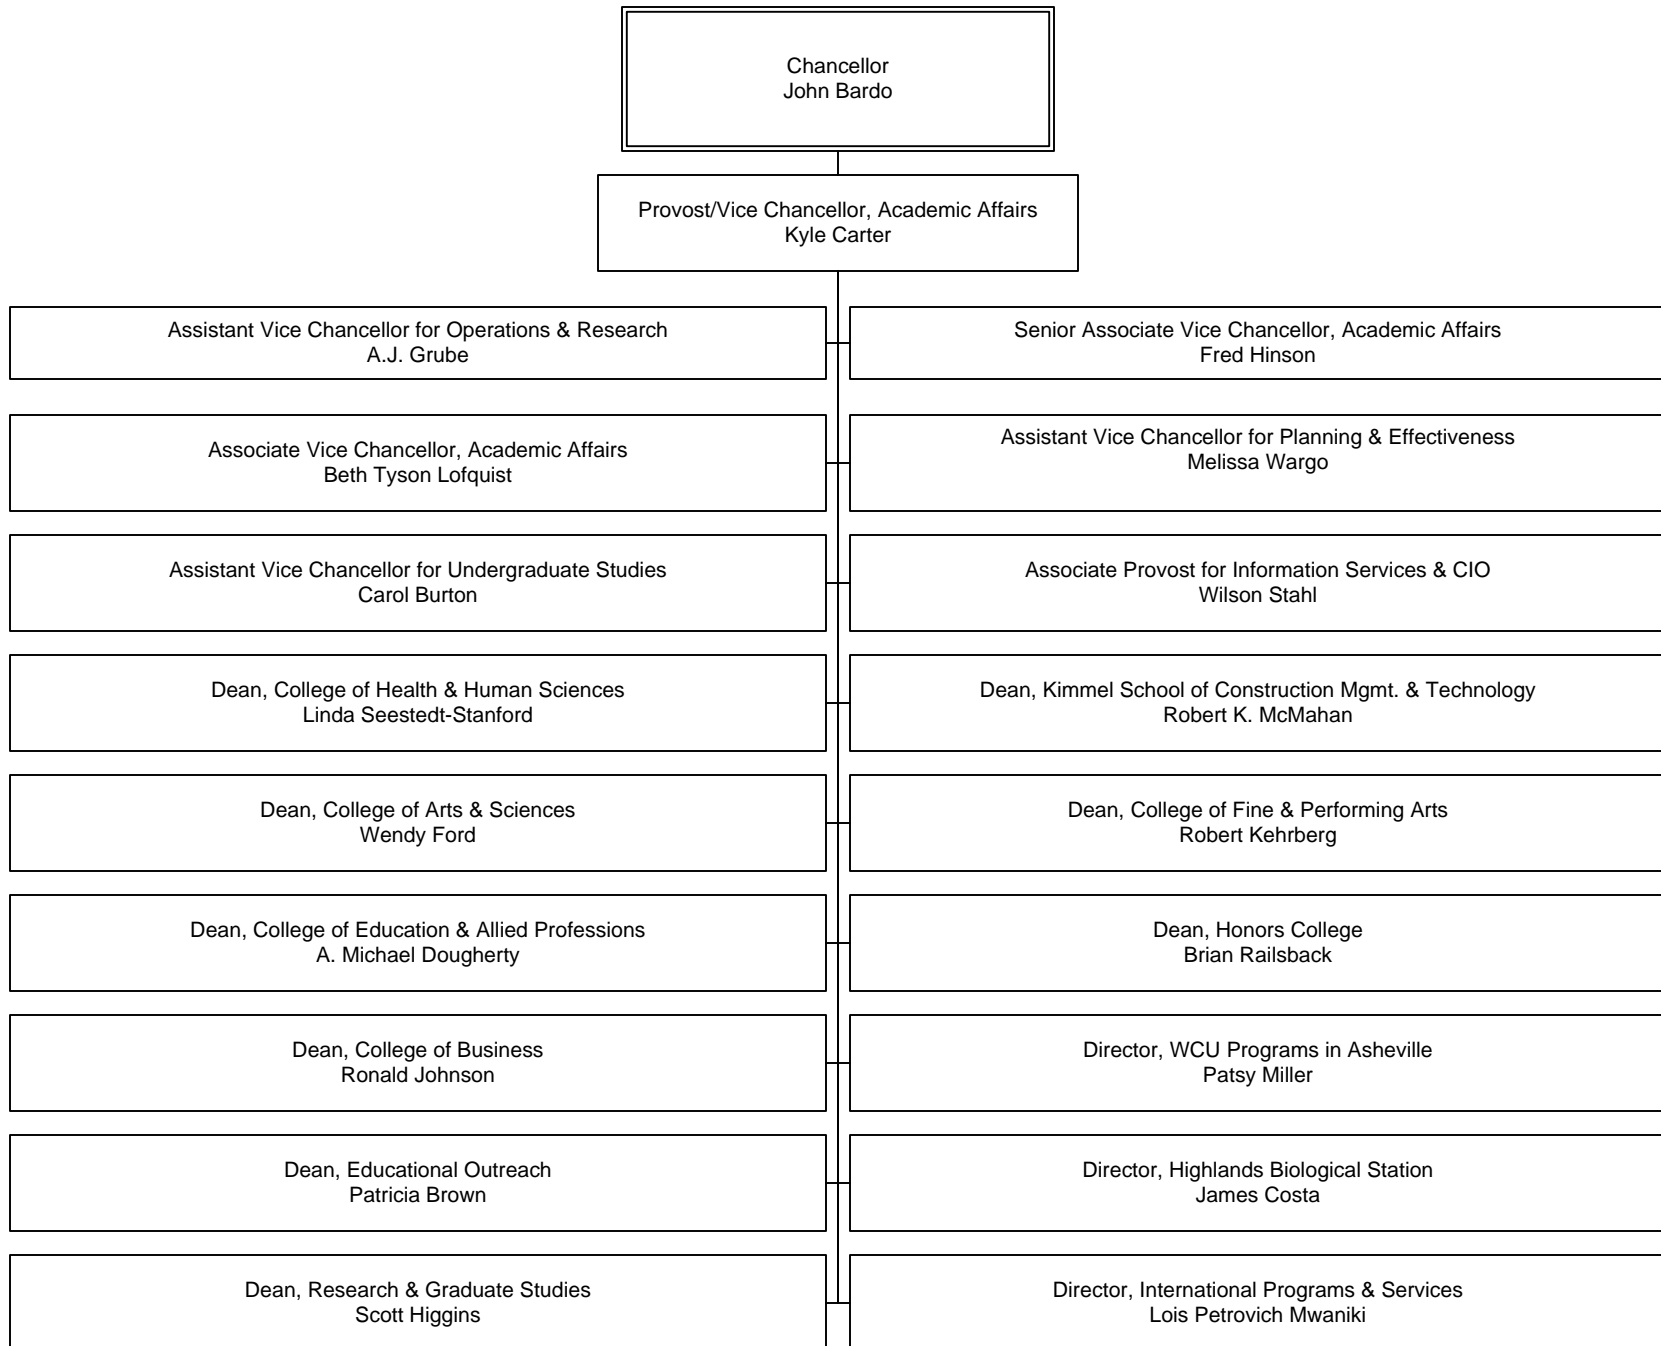 Chancellor
John Bardo
Provost/Vice Chancellor, Academic Affairs
Kyle Carter
Assistant Vice Chancellor for Operations & Research
A.J. Grube
Senior Associate Vice Chancellor, Academic Affairs
Fred Hinson
Associate Vice Chancellor, Academic Affairs
Beth Tyson Lofquist
Assistant Vice Chancellor for Planning & Effectiveness
Melissa Wargo
Assistant Vice Chancellor for Undergraduate Studies
Carol Burton
Associate Provost for Information Services & CIO
Wilson Stahl
Dean, College of Health & Human Sciences
Linda Seestedt-Stanford
Dean, Kimmel School of Construction Mgmt. & Technology
Robert K. McMahan
Dean, College of Arts & Sciences
Wendy Ford
Dean, College of Fine & Performing Arts
Robert Kehrberg
Dean, College of Education & Allied Professions
A. Michael Dougherty
Dean, Honors College
Brian Railsback
Dean, College of Business
Ronald Johnson
Director, WCU Programs in Asheville
Patsy Miller
Dean, Educational Outreach
Patricia Brown
Director, Highlands Biological Station
James Costa
Dean, Research & Graduate Studies
Scott Higgins
Director, International Programs & Services
Lois Petrovich Mwaniki